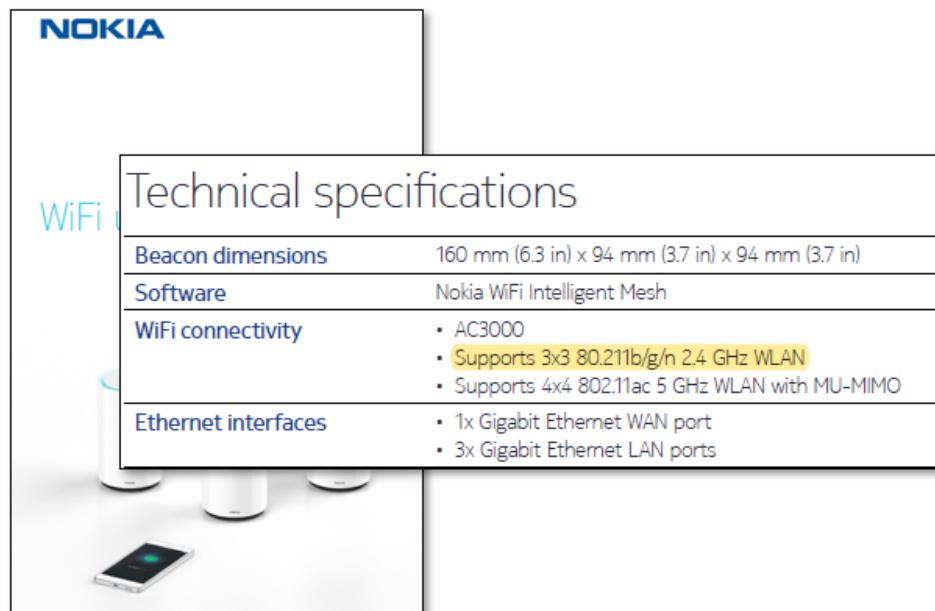 NOKIA
WiFi
Technical specifications
Beacon dimensions 160 mm (6.3 in) x 94 mm (3.7 in) x 94 mm (3.7 in)
Software Nokia WiFi Intelligent Mesh
WiFi connectivity • AC3000
• Supports 3x3 80.211b/g/n 2.4 GHz WLAN
• Supports 4x4 802.11ac 5 GHz WLAN with MU-MIMO
Ethernet interfaces • 1x Gigabit Ethernet WAN port
• 3x Gigabit Ethernet LAN ports